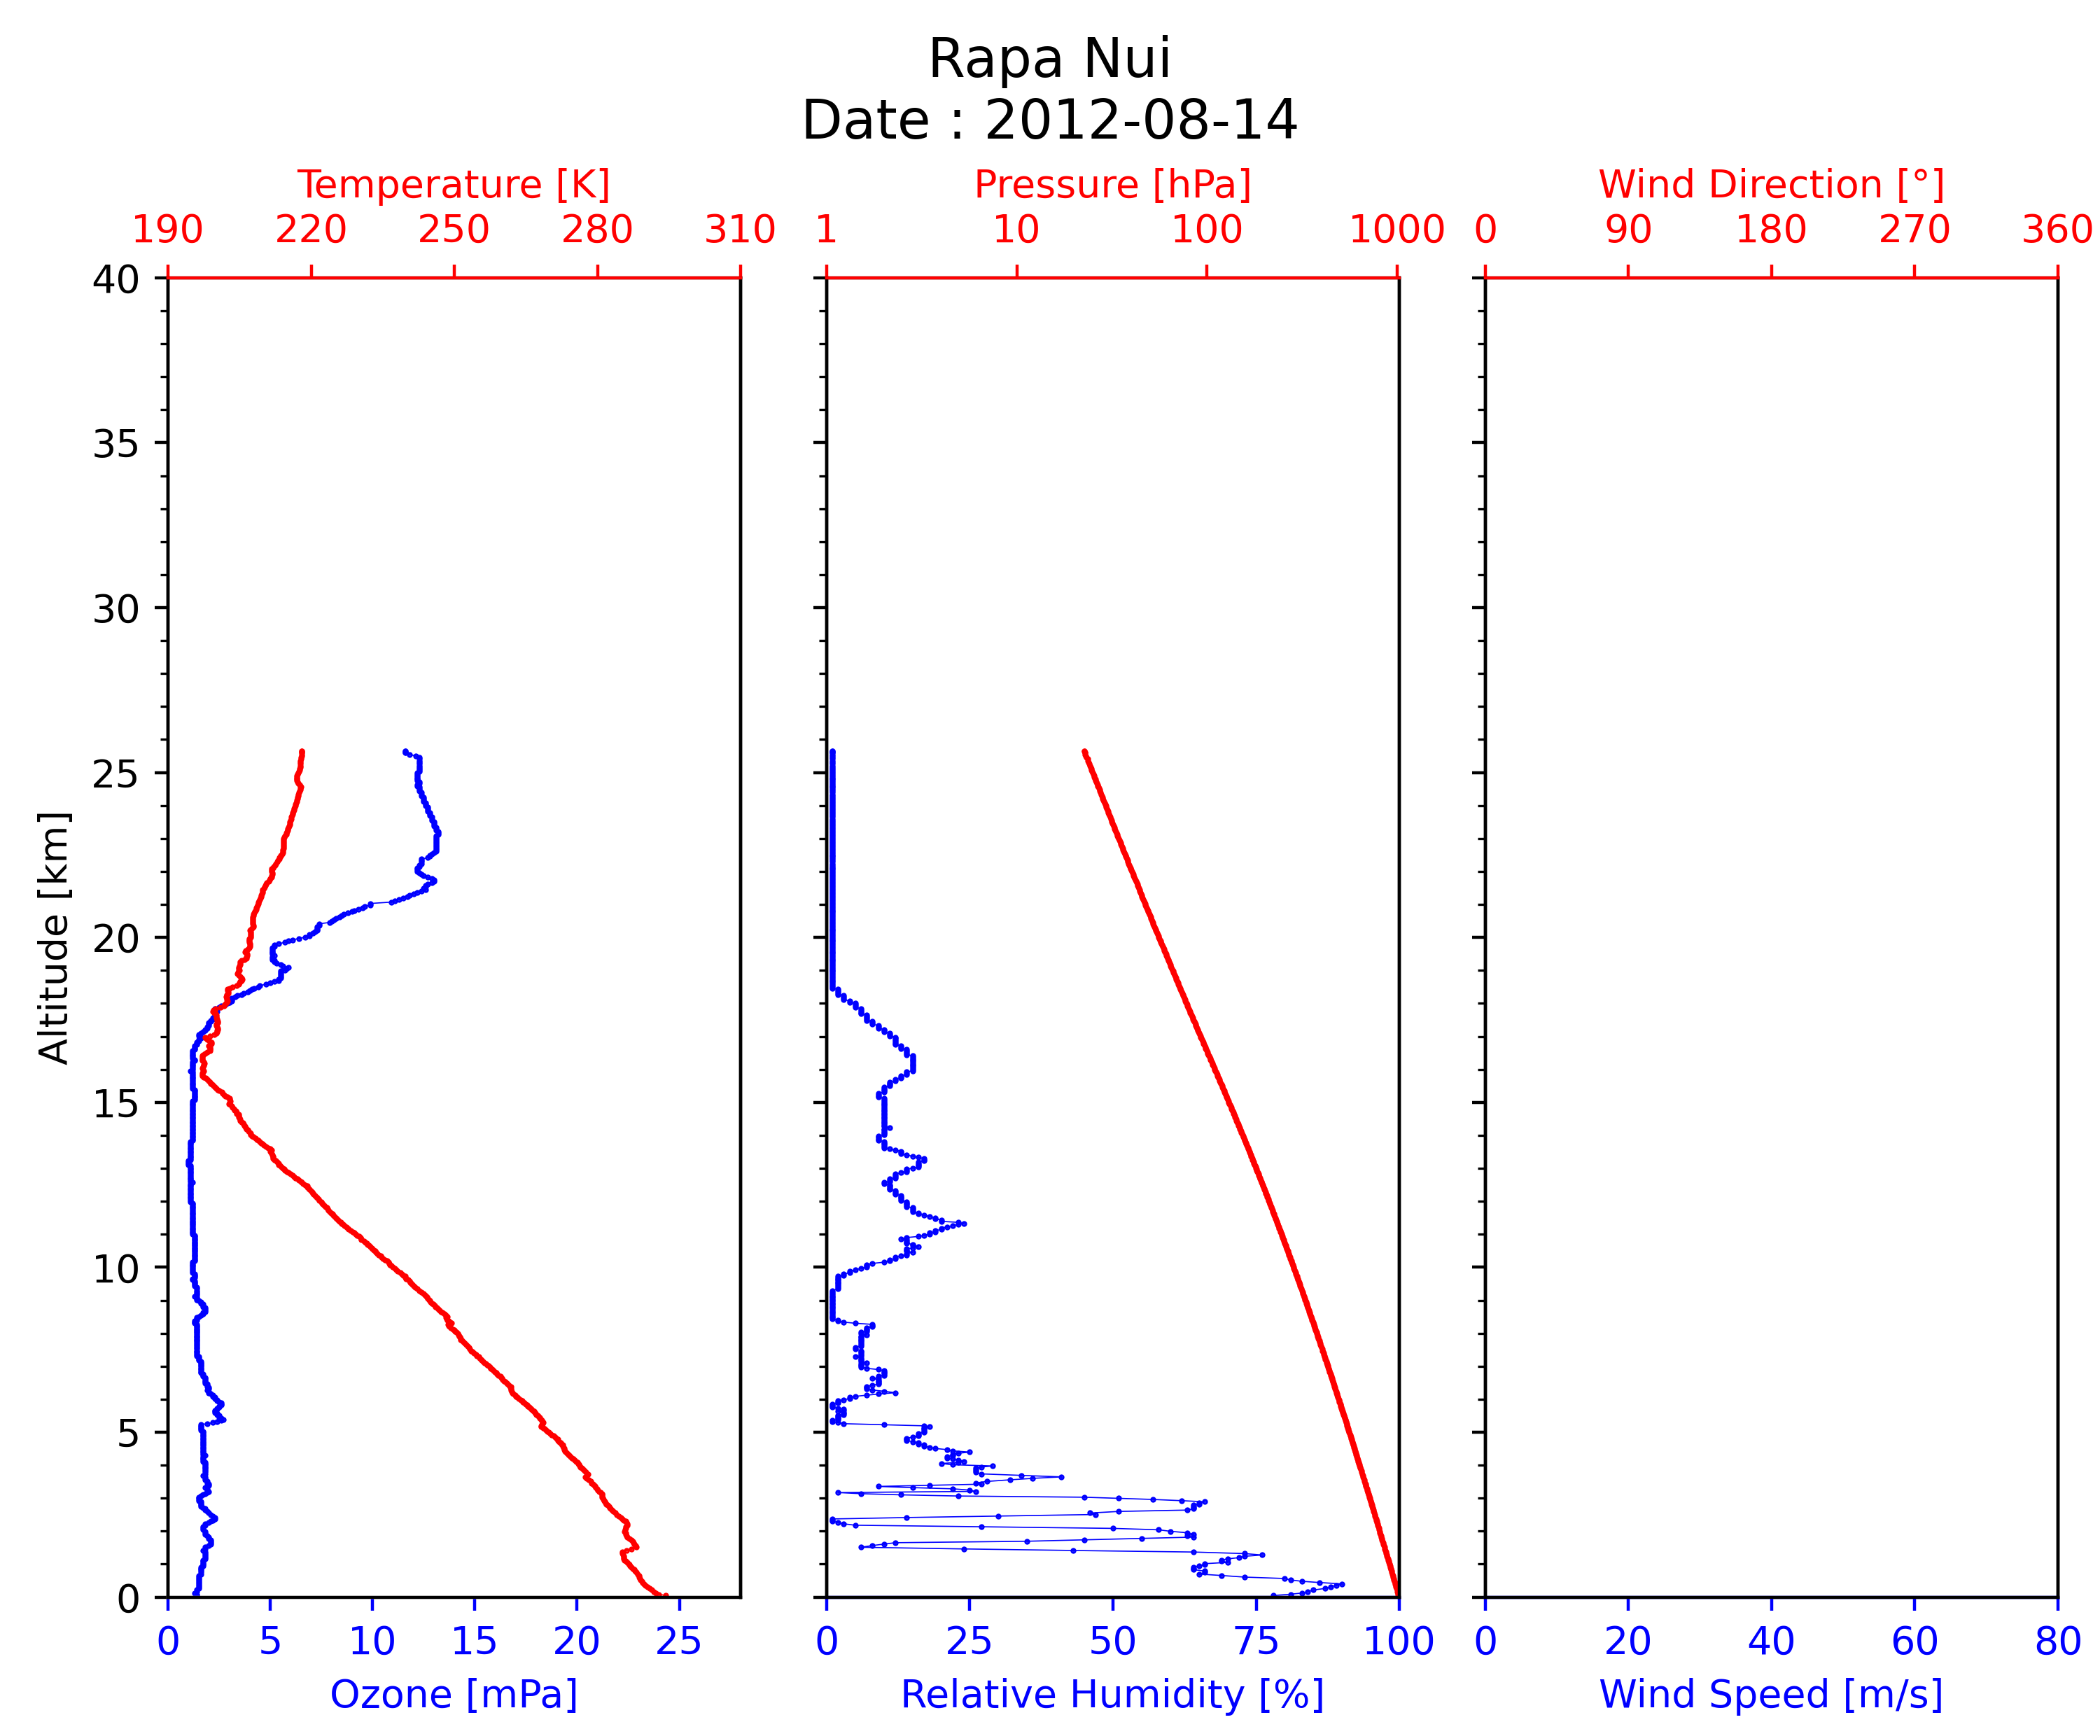 Rapa Nui
Date : 2012-08-14
Temperature [K]
190 220 250 280 310
Pressure [hPa]
1 10 100 1000
Wind Direction [°]
0 90 180 270 360
Altitude [km]
40
35
30
25
20
15
10
5
0
0 5 10 15 20 25
Ozone [mPa]
0 25 50 75 100
Relative Humidity [%]
0 20 40 60 80
Wind Speed [m/s]